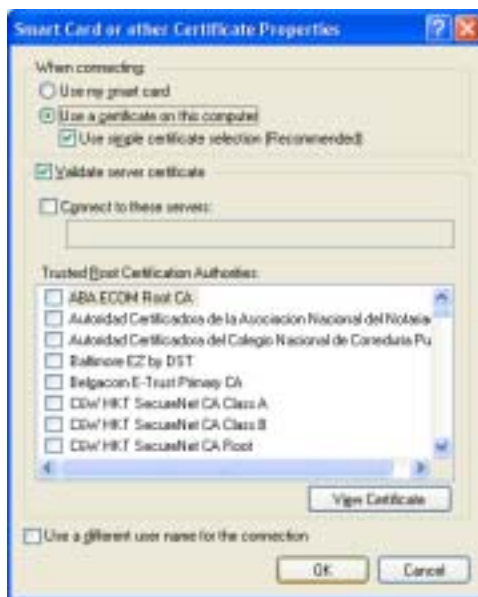 Smart Card or other Certificate Properties
When connecting:
Use my smart card
Use a certificate on this computer
Use simple certificate selection (Recommended)
Validate server certificate
Connect to these servers:
Trusted Root Certification Authorities:
ABA.ECOM Root CA
Autoridad Certificadora de la Asociacion Nacional del Notaria
Autoridad Certificadora del Colegio Nacional de Correduria Pu
Baltimore EZ by DST
Belgacom E-Trust Primary CA
C&W HKT SecureNet CA Class A
C&W HKT SecureNet CA Class B
C&W HKT SecureNet CA Root
View Certificate
Use a different user name for the connection
OK
Cancel